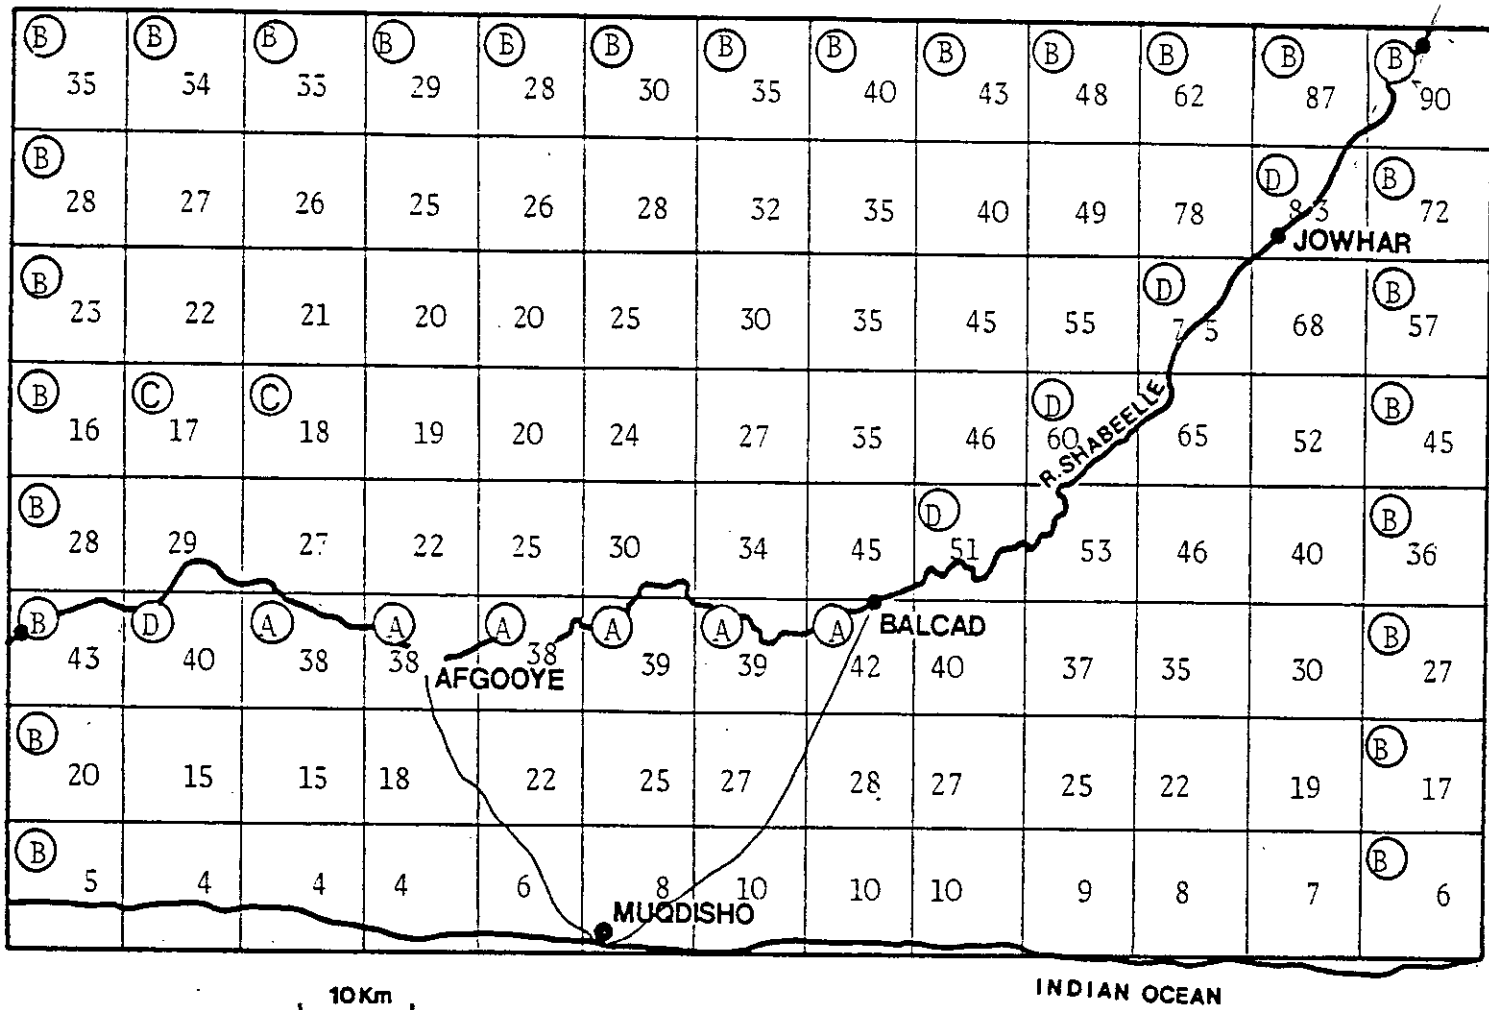 B B B B B B B B B B B B B
35 34 33 29 28 30 35 40 43 48 62 87 90
B D B
28 27 26 25 26 28 32 35 40 49 78 83 72
JOWHAR
B D B
23 22 21 20 20 25 30 35 45 55 75 68 57
B C C D B
16 17 18 19 20 24 27 35 46 60 65 52 45
R. SHABEELLE
B D B
28 29 27 22 25 30 34 45 51 53 46 40 36
B D A A A A A A B
BALCAD
43 40 38 38 38 39 39 42 40 37 35 30 27
AFGOOYE
B B
20 15 15 18 22 25 27 28 27 25 22 19 17
B B
5 4 4 4 6 8 10 10 10 9 8 7 6
MUQDISHO
10Km
INDIAN OCEAN